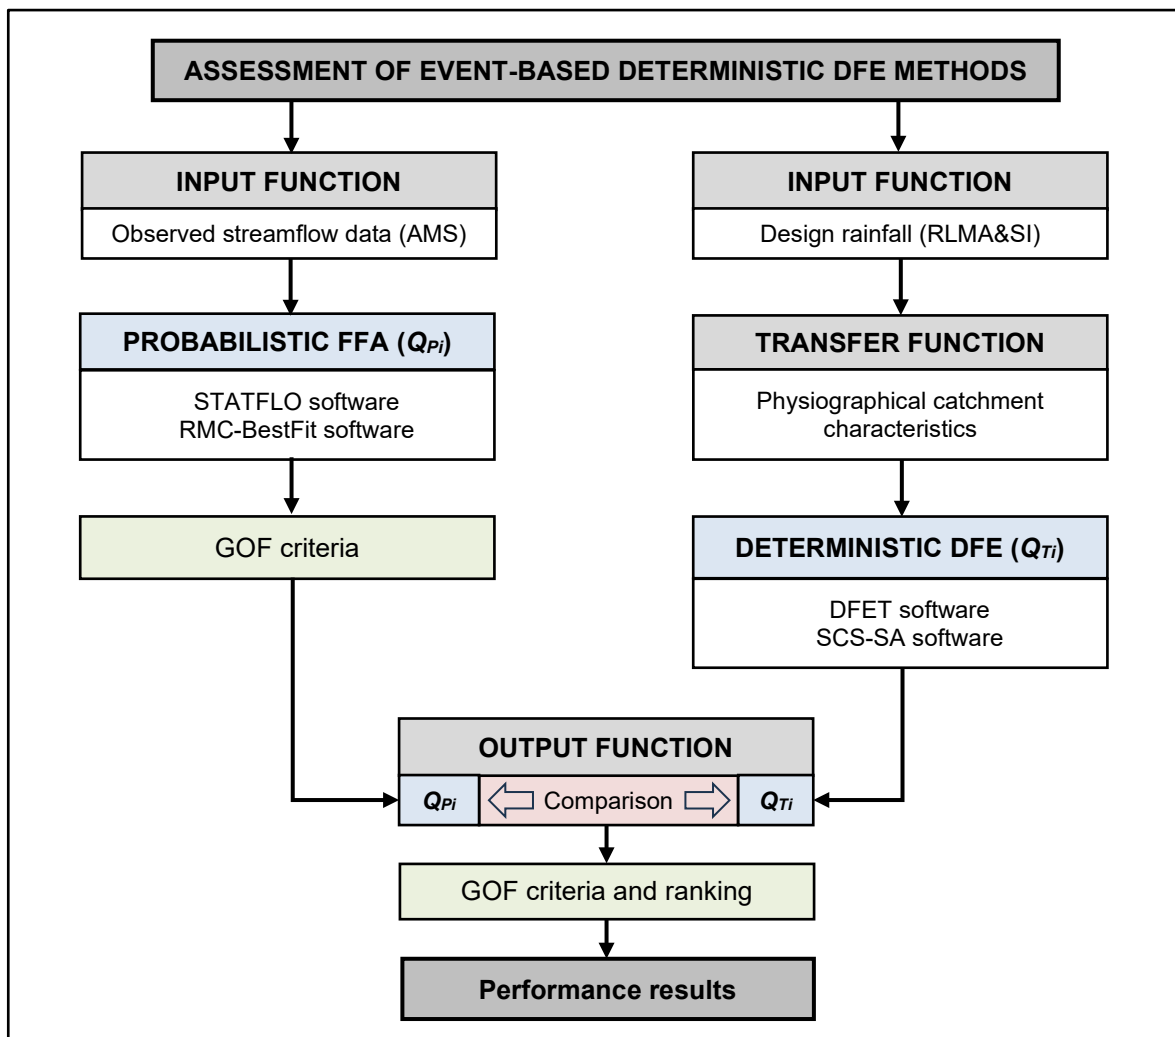 ASSESSMENT OF EVENT-BASED DETERMINISTIC DFE METHODS
INPUT FUNCTION
Observed streamflow data (AMS)
PROBABILISTIC FFA (QPi)
STATFLO software
RMC-BestFit software
GOF criteria
INPUT FUNCTION
Design rainfall (RLMA&SI)
TRANSFER FUNCTION
Physiographical catchment
characteristics
DETERMINISTIC DFE (QTi)
DFET software
SCS-SA software
OUTPUT FUNCTION
QPi Comparison QTi
GOF criteria and ranking
Performance results